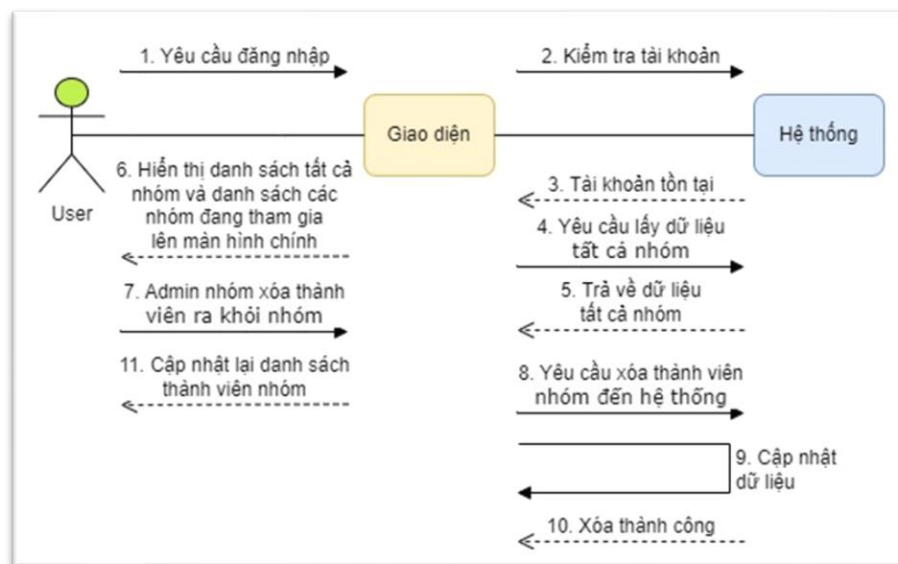 1. Yêu cầu đăng nhập
2. Kiểm tra tài khoản
Giao diện
Hệ thống
User
6. Hiển thị danh sách tất cả
nhóm và danh sách các
nhóm đang tham gia
lên màn hình chính
3. Tài khoản tồn tại
4. Yêu cầu lấy dữ liệu
tất cả nhóm
7. Admin nhóm xóa thành
viên ra khỏi nhóm
5. Trả về dữ liệu
tất cả nhóm
11. Cập nhật lại danh sách
thành viên nhóm
8. Yêu cầu xóa thành viên
nhóm đến hệ thống
9. Cập nhật
dữ liệu
10. Xóa thành công